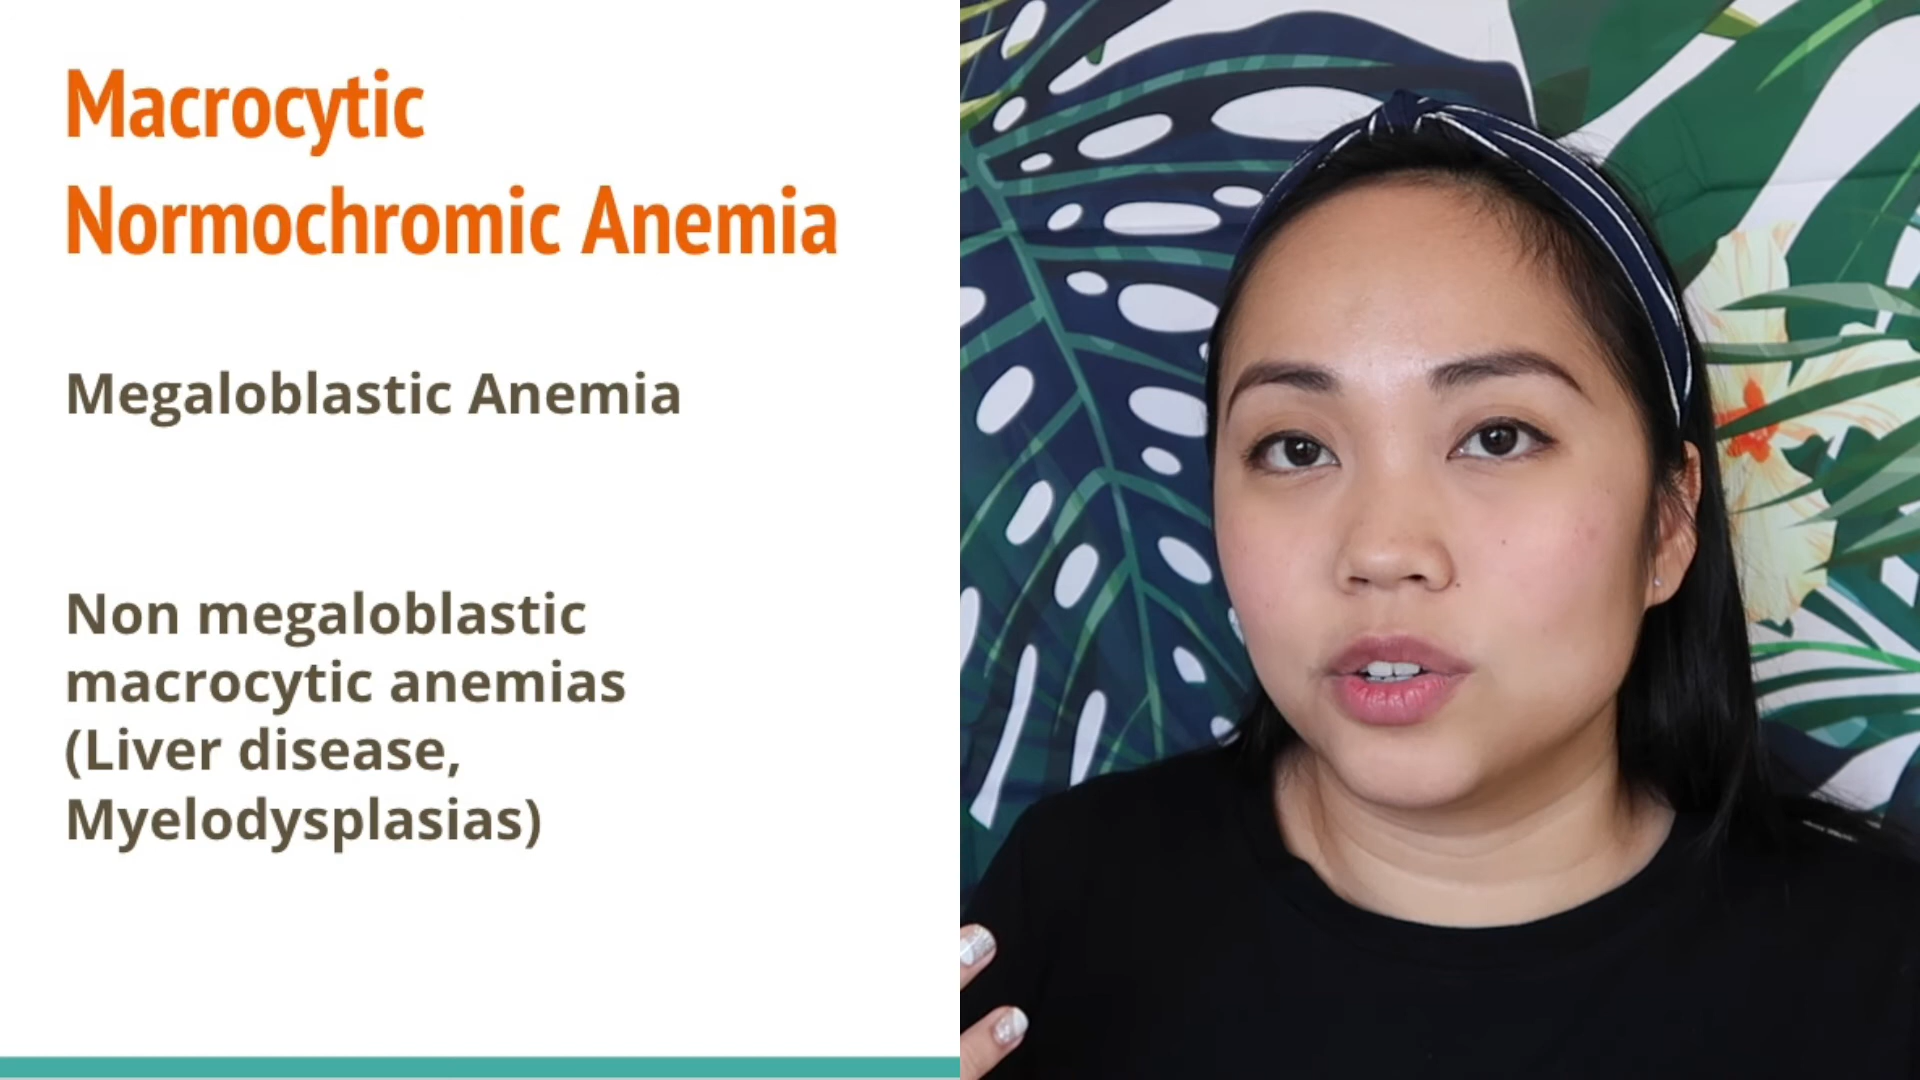 Macrocytic
Normochromic Anemia
Megaloblastic Anemia
Non megaloblastic
macrocytic anemias
(Liver disease,
Myelodysplasias)